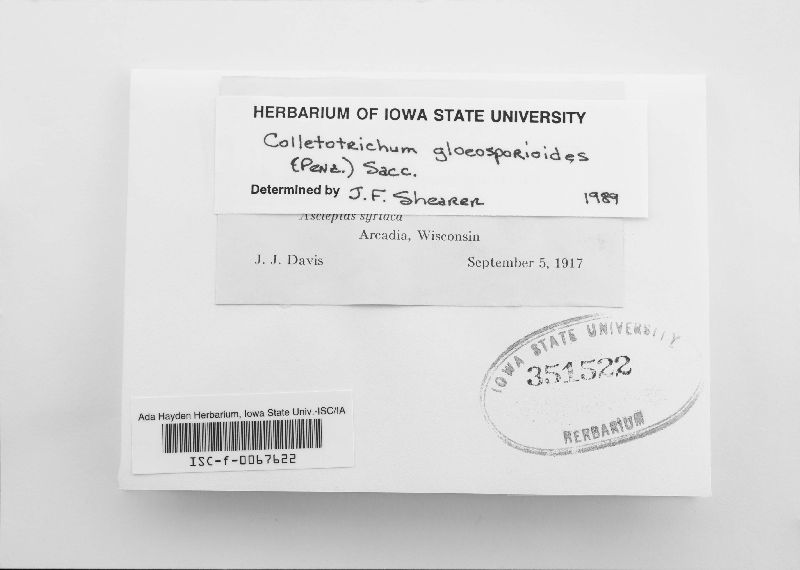 HERBARIUM OF IOWA STATE UNIVERSITY
Colletotrichum gloeosporioides
(Penz.) Sacc.
Determined by J.F. Shearer 1989
Asclepias syriaca
Arcadia, Wisconsin
J. J. Davis September 5, 1917
IOWA STATE UNIVERSITY
351522
HERBARIUM
Ada Hayden Herbarium, Iowa State Univ.-ISC/IA
ISC-f-0067622